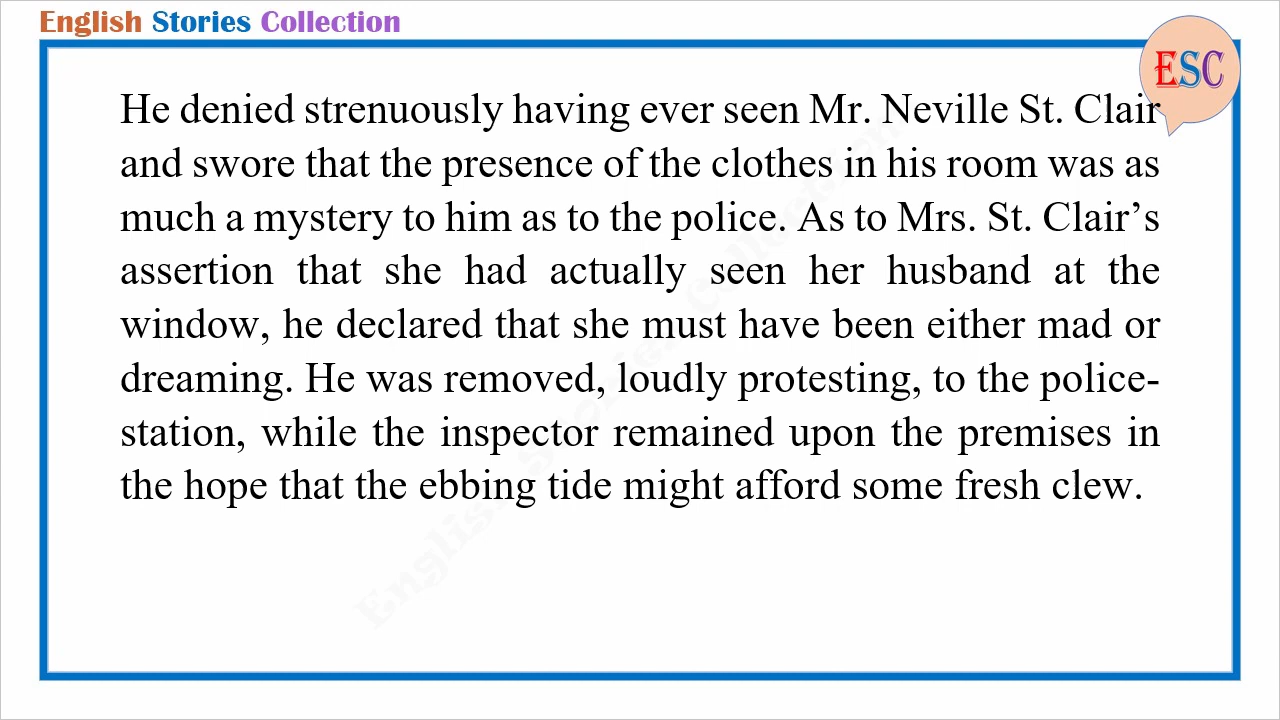 English Stories Collection
ESC
He denied strenuously having ever seen Mr. Neville St. Clair
and swore that the presence of the clothes in his room was as
much a mystery to him as to the police. As to Mrs. St. Clair’s
assertion that she had actually seen her husband at the
window, he declared that she must have been either mad or
dreaming. He was removed, loudly protesting, to the police-
station, while the inspector remained upon the premises in
the hope that the ebbing tide might afford some fresh clew.
English Stories Collection